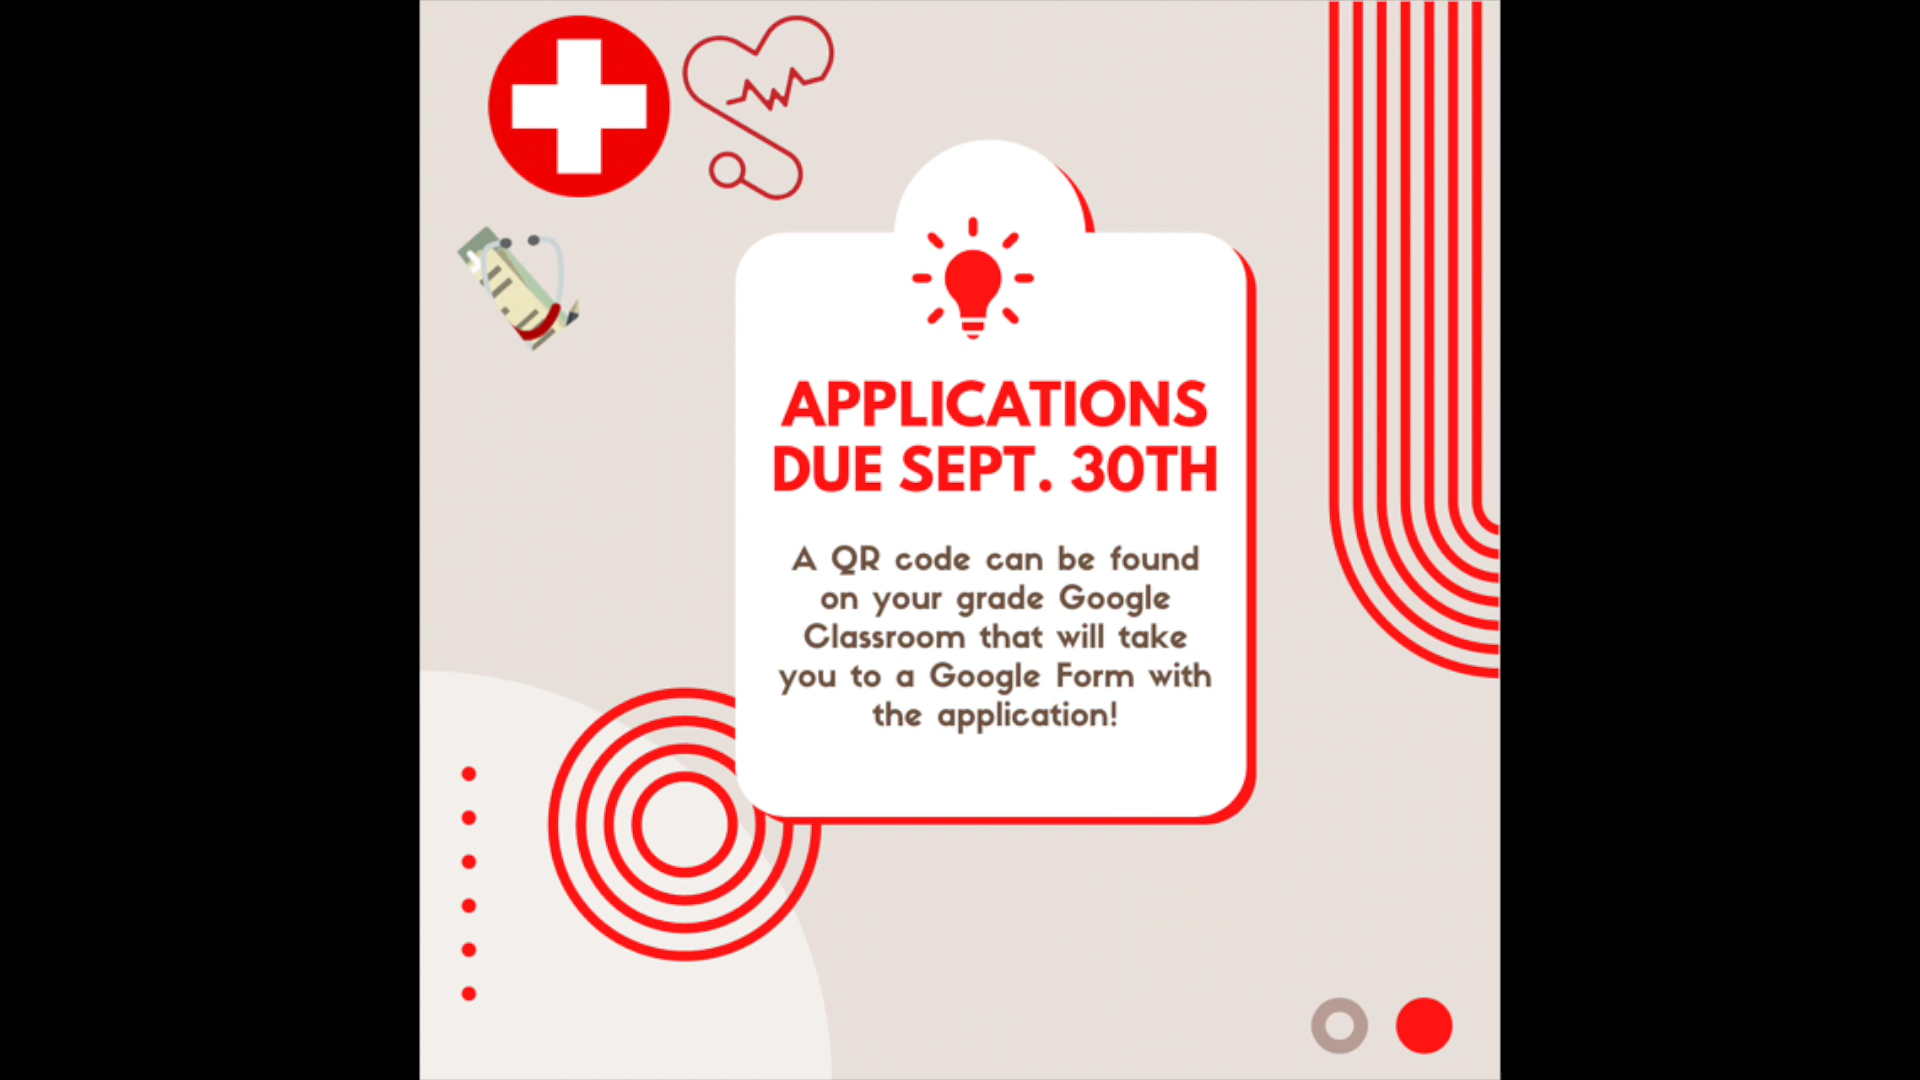 APPLICATIONS
DUE SEPT. 30TH
A QR code can be found
on your grade Google
Classroom that will take
you to a Google Form with
the application!